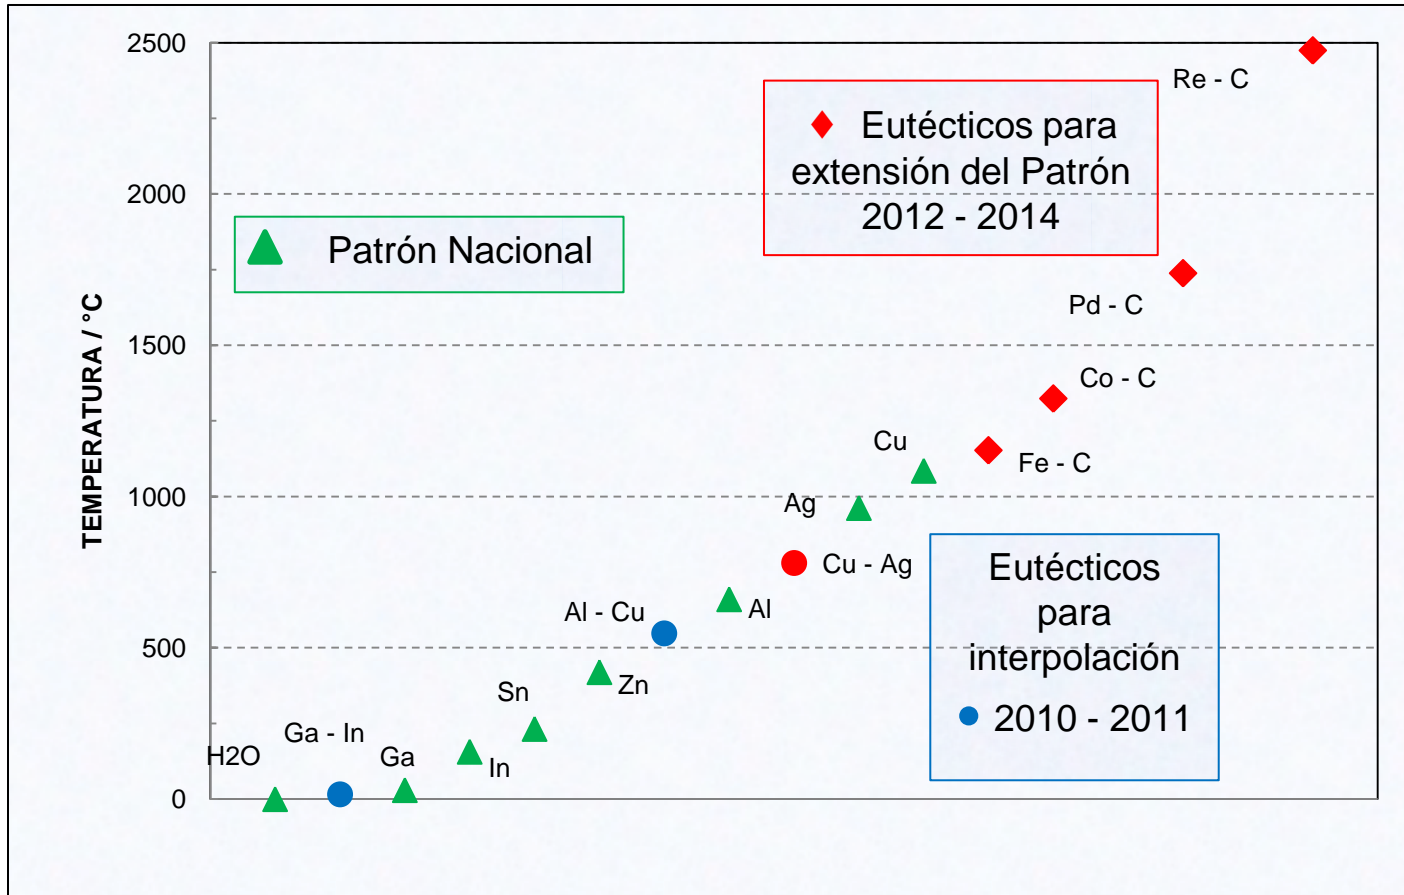 2500
2000
1500
1000
500
0
TEMPERATURA / °C
Re - C
Eutécticos para
extensión del Patrón
2012 - 2014
Patrón Nacional
Pd - C
Co - C
Cu
Fe - C
Ag
Cu - Ag
Eutécticos
para
interpolación
2010 - 2011
Al - Cu
Al
Zn
Sn
In
Ga - In
Ga
H2O